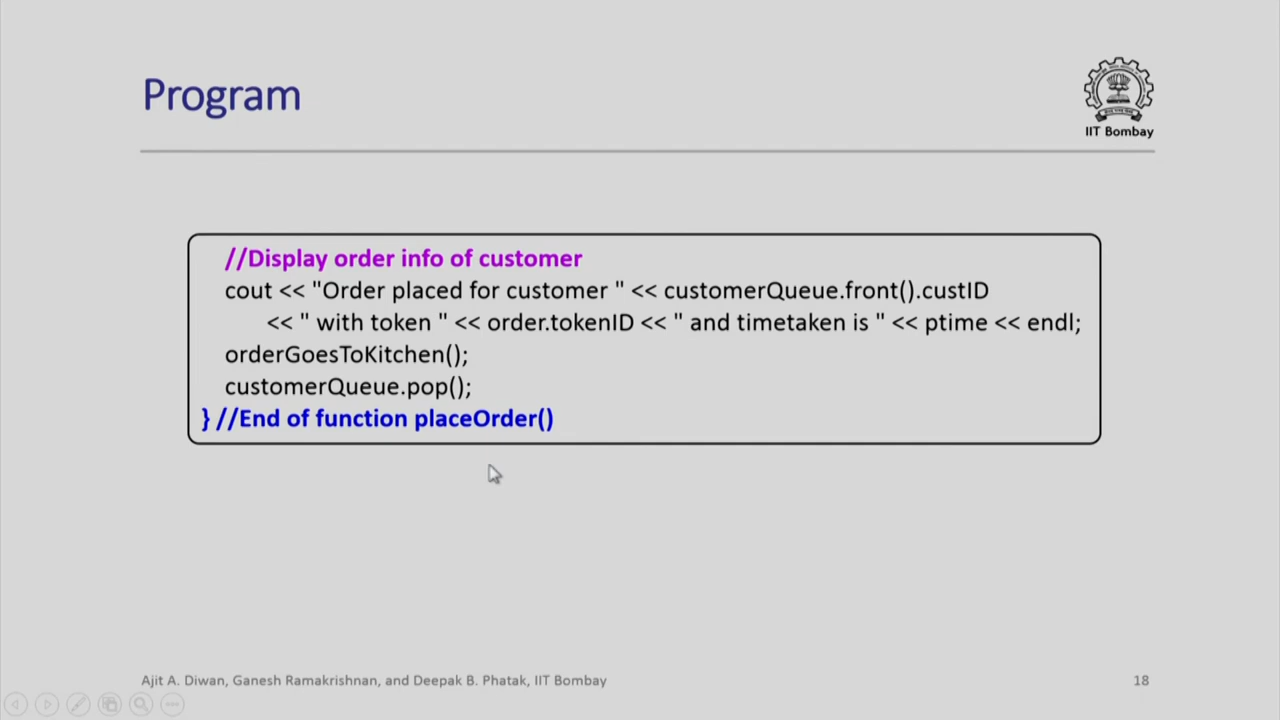 Program
IIT Bombay
//Display order info of customer
cout << "Order placed for customer " << customerQueue.front().custID
<< " with token " << order.tokenID << " and timetaken is " << ptime << endl;
orderGoesToKitchen();
customerQueue.pop();
} //End of function placeOrder()
Ajit A. Diwan, Ganesh Ramakrishnan, and Deepak B. Phatak, IIT Bombay
18